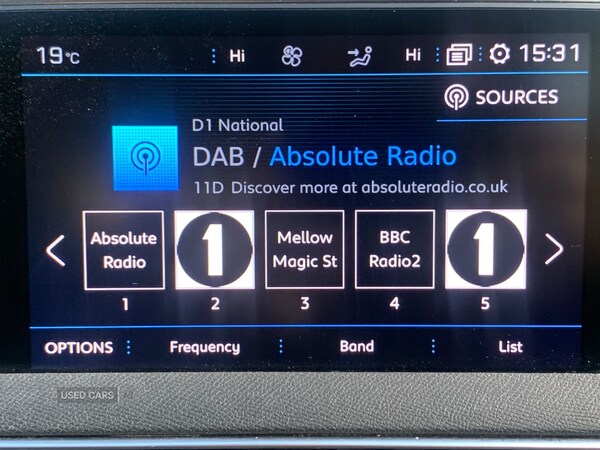 19°C Hi Hi 15:31
SOURCES
D1 National
DAB / Absolute Radio
11D Discover more at absoluteradio.co.uk
Absolute Radio
1
Mellow Magic St
BBC Radio2
1
1 2 3 4 5
OPTIONS Frequency Band List
USED CARS NI